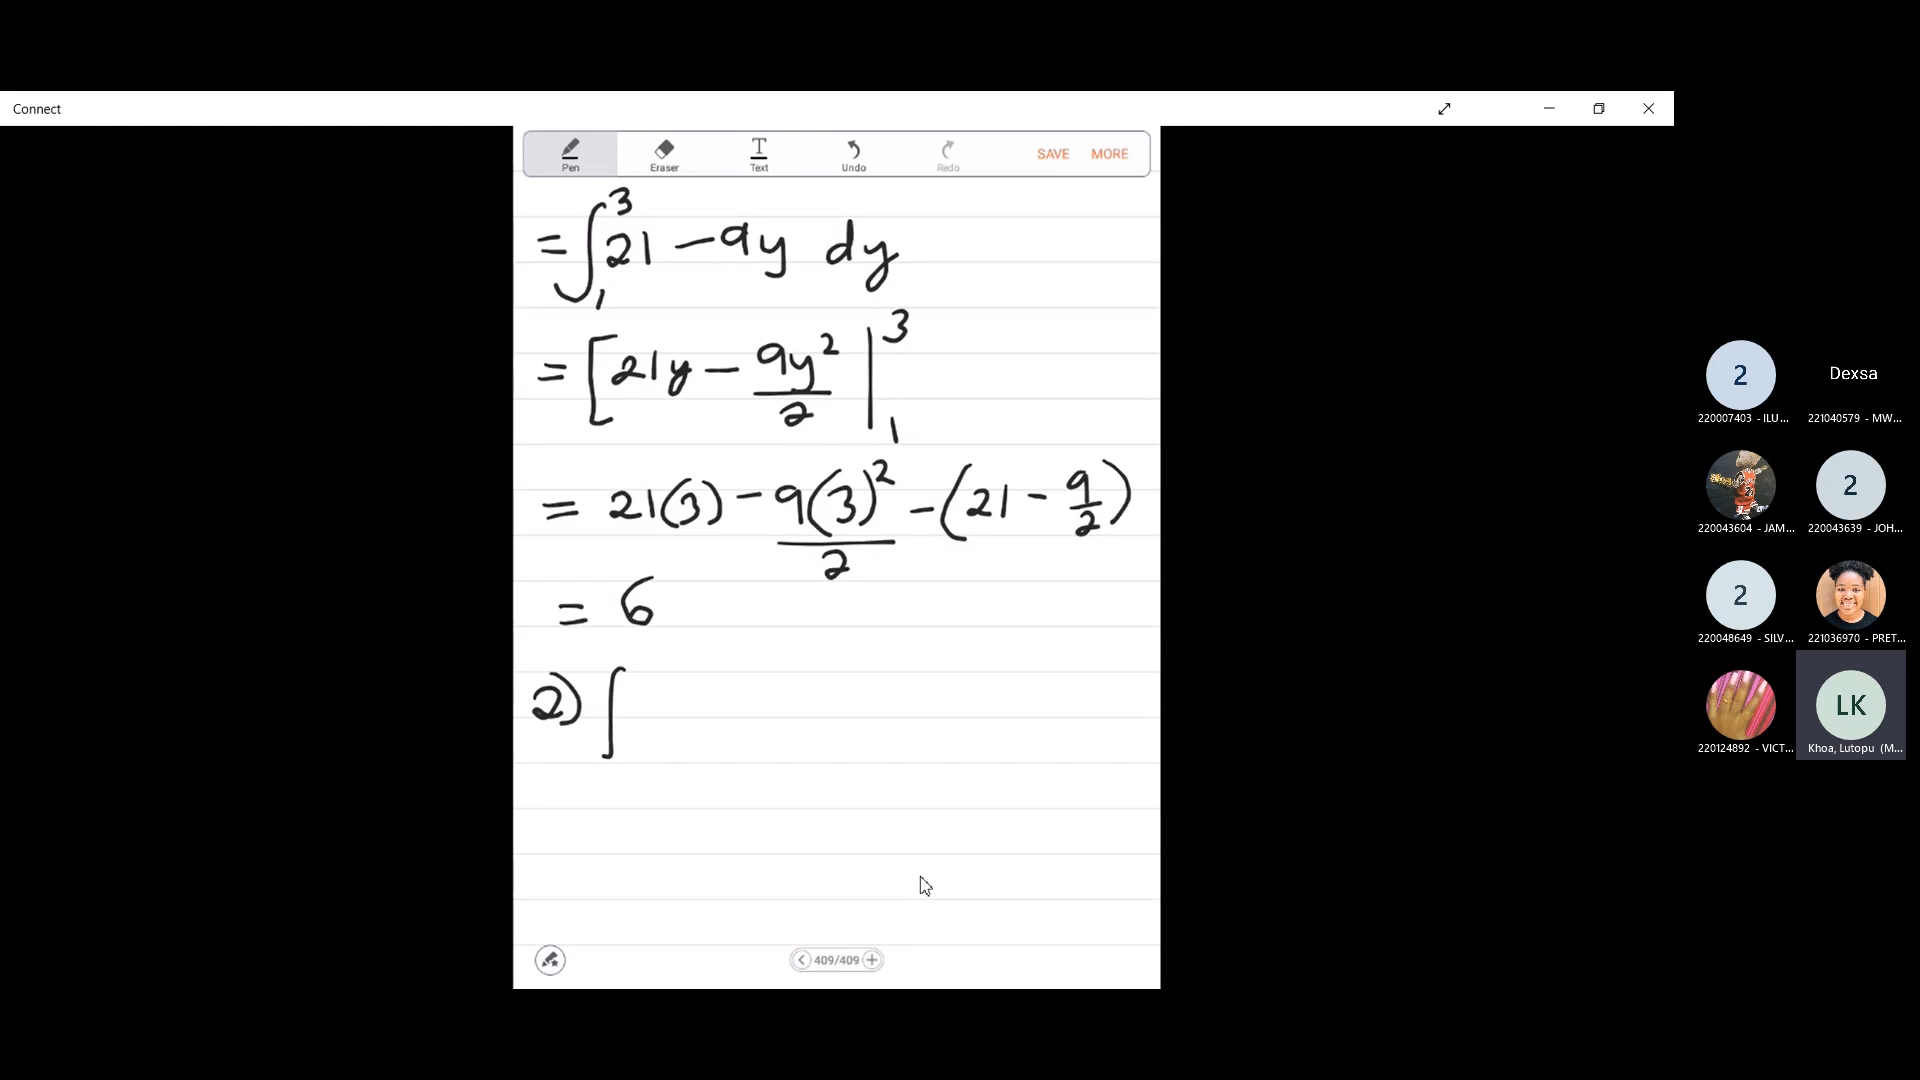 Connect
Pen Eraser Text Undo Redo SAVE MORE
= ∫₁³ 21 - 9y dy
= [21y - 9y²/2 |₁³
= 21(3) - 9(3)²/2 - (21 - 9/2)
= 6
2) ∫
409/409
2 Dexsa
220007403 - ILU... 221040579 - MW...
2
220043604 - JAM... 220043639 - JOH...
2
220048649 - SILV... 221036970 - PRET...
LK
220124892 - VICT... Khoa, Lutopu (M...